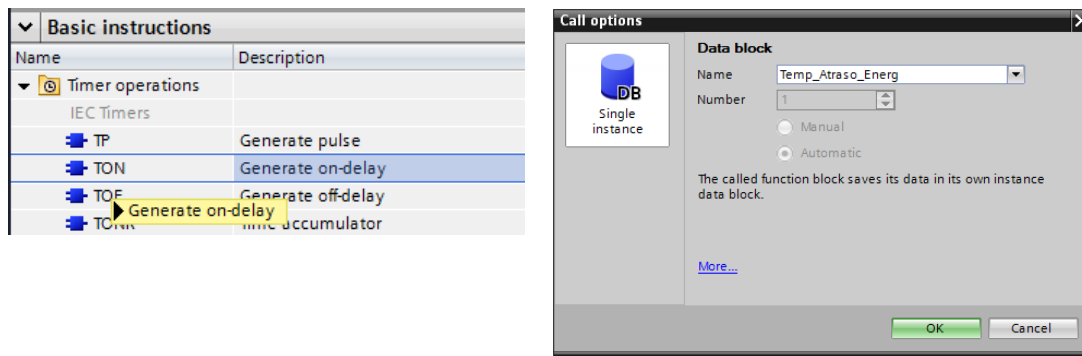 Basic instructions
Name Description
Timer operations
IEC Timers
TP Generate pulse
TON Generate on-delay
TOF Generate off-delay
Generate on-delay
TONR accumulator
Call options
DB
Single
instance
Data block
Name Temp_Atraso_Energ
Number 1
Manual
Automatic
The called function block saves its data in its own instance
data block.
More...
OK Cancel